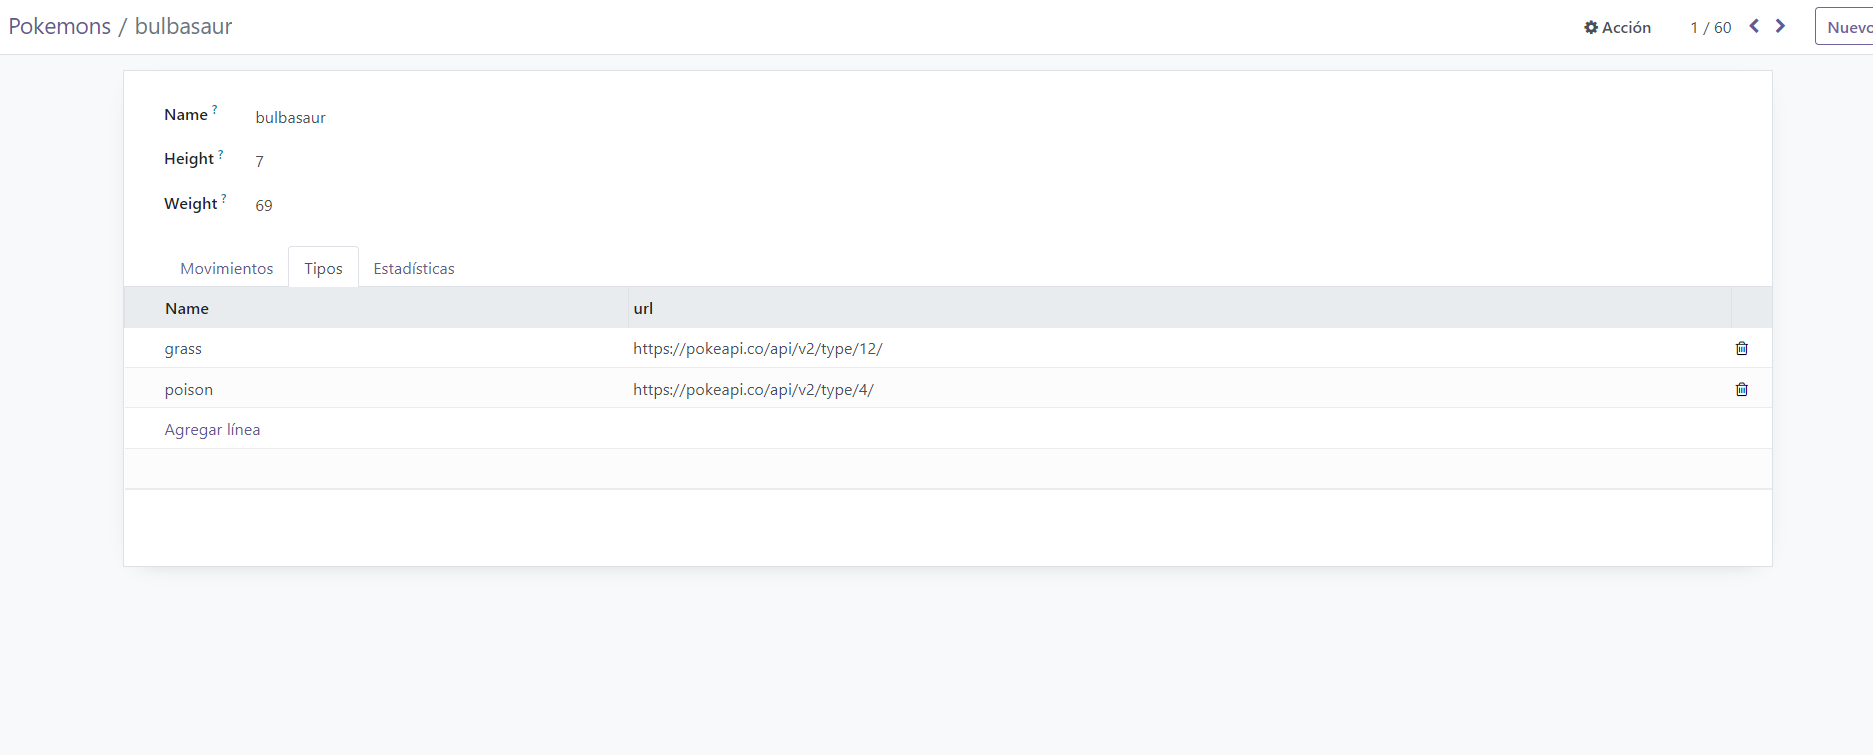 Pokemons / bulbasaur
Acción 1 / 60 Nuevo
Name ? bulbasaur
Height ? 7
Weight ? 69
Movimientos Tipos Estadísticas
Name url
grass https://pokeapi.co/api/v2/type/12/
poison https://pokeapi.co/api/v2/type/4/
Agregar línea